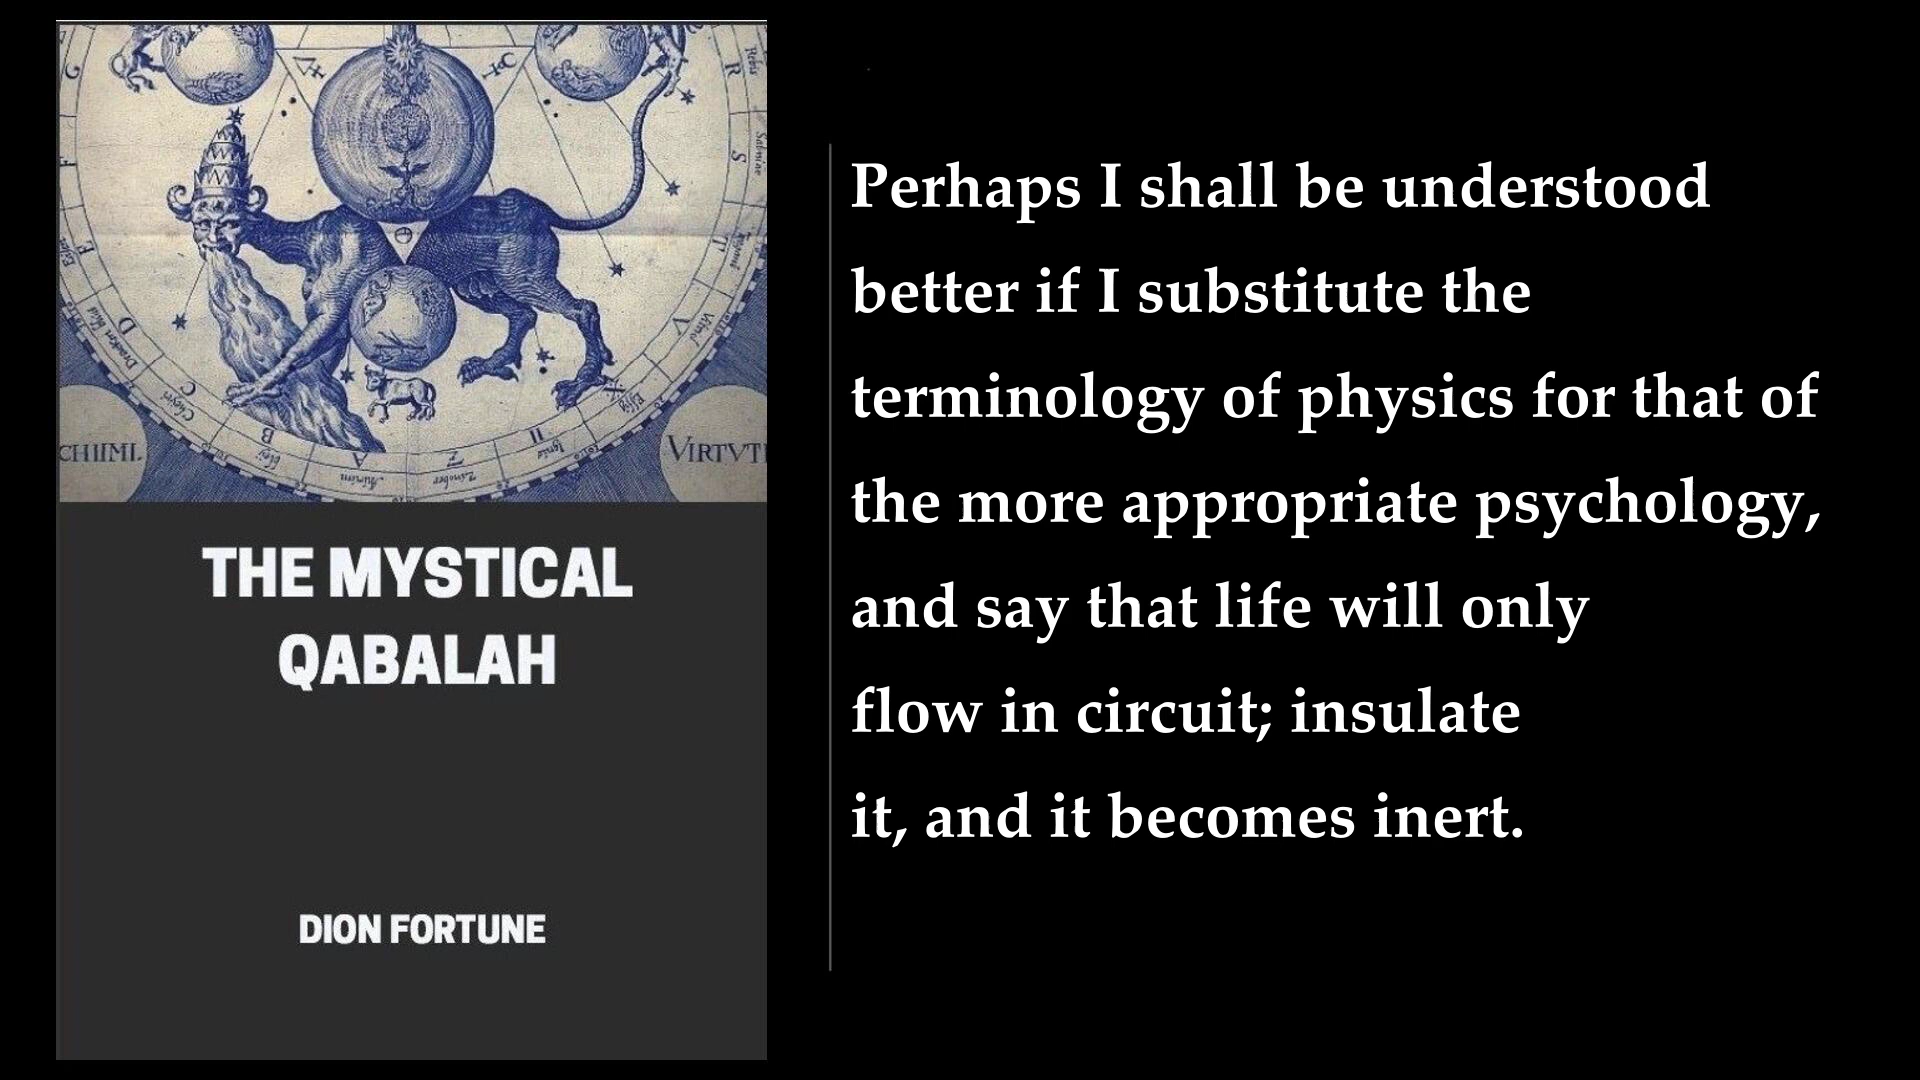 CHIIMI.
VIRTVTI
THE MYSTICAL
QABALAH
DION FORTUNE
Perhaps I shall be understood
better if I substitute the
terminology of physics for that of
the more appropriate psychology,
and say that life will only
flow in circuit; insulate
it, and it becomes inert.